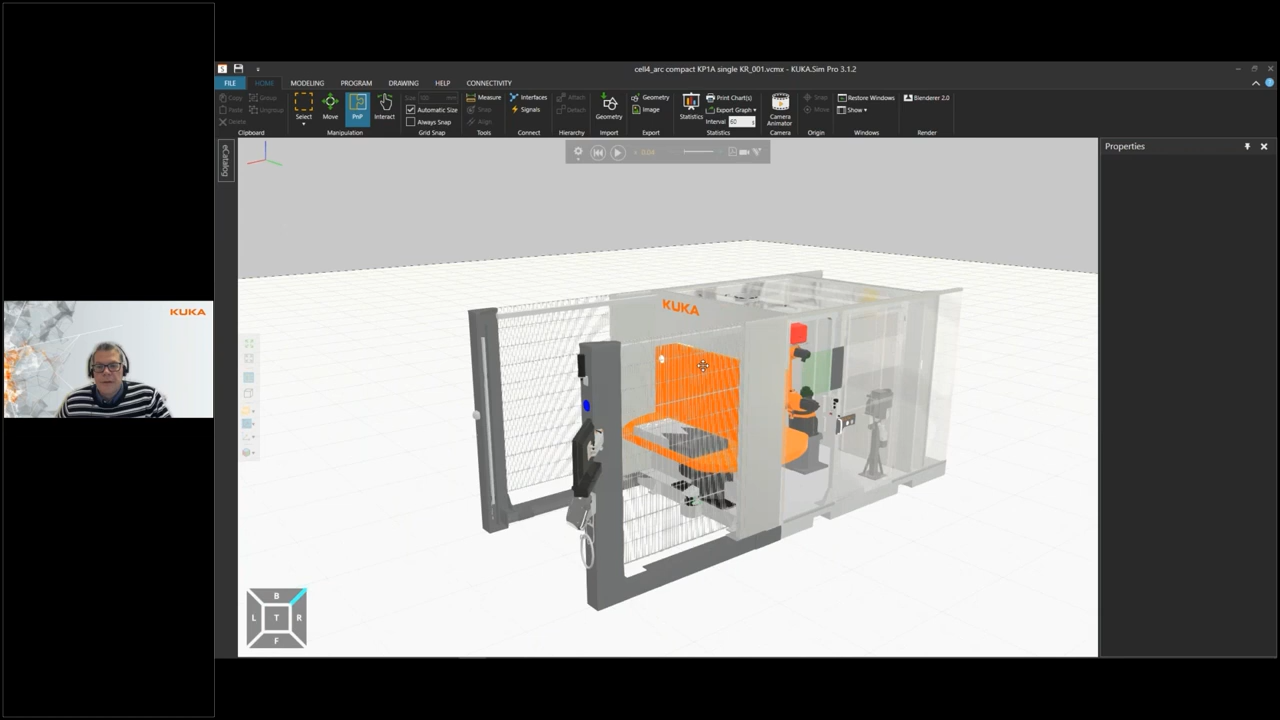 cell4_arc compact KP1A single KR_001.vcmx - KUKA.Sim Pro 3.1.2
FILE HOME MODELING PROGRAM DRAWING HELP CONNECTIVITY
Copy Group
Paste Ungroup
Delete
Clipboard
Select Move PnP Interact
Manipulation
Size 100 mm
Automatic Size
Always Snap
Grid Snap
Measure
Snap
Align
Tools
Interfaces
Signals
Connect
Attach
Detach
Hierarchy
Geometry
Import
Geometry
Image
Export
Statistics
Print Chart(s)
Export Graph
Interval 60 s
Statistics
Camera Animator
Camera
Snap
Move
Origin
Restore Windows
Show
Windows
Blenderer 2.0
Render
eCatalog
Properties
KUKA
KUKA
B
L T R
F